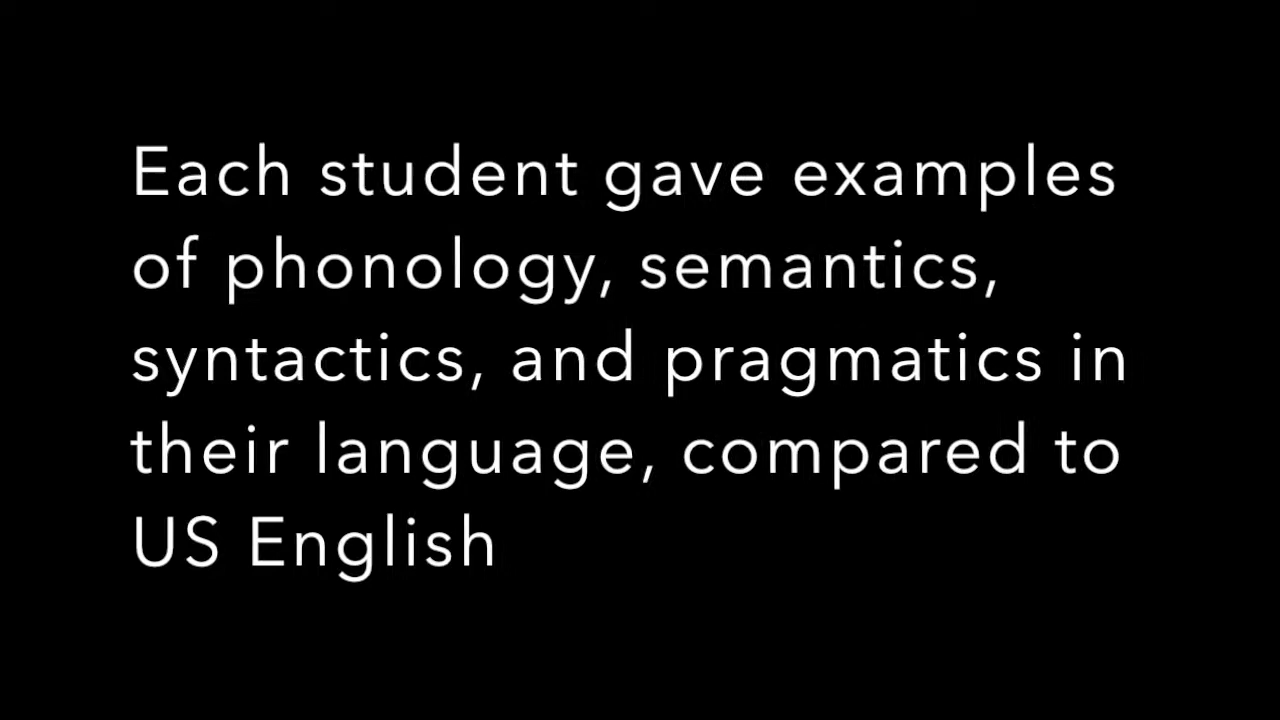 Each student gave examples
of phonology, semantics,
syntactics, and pragmatics in
their language, compared to
US English